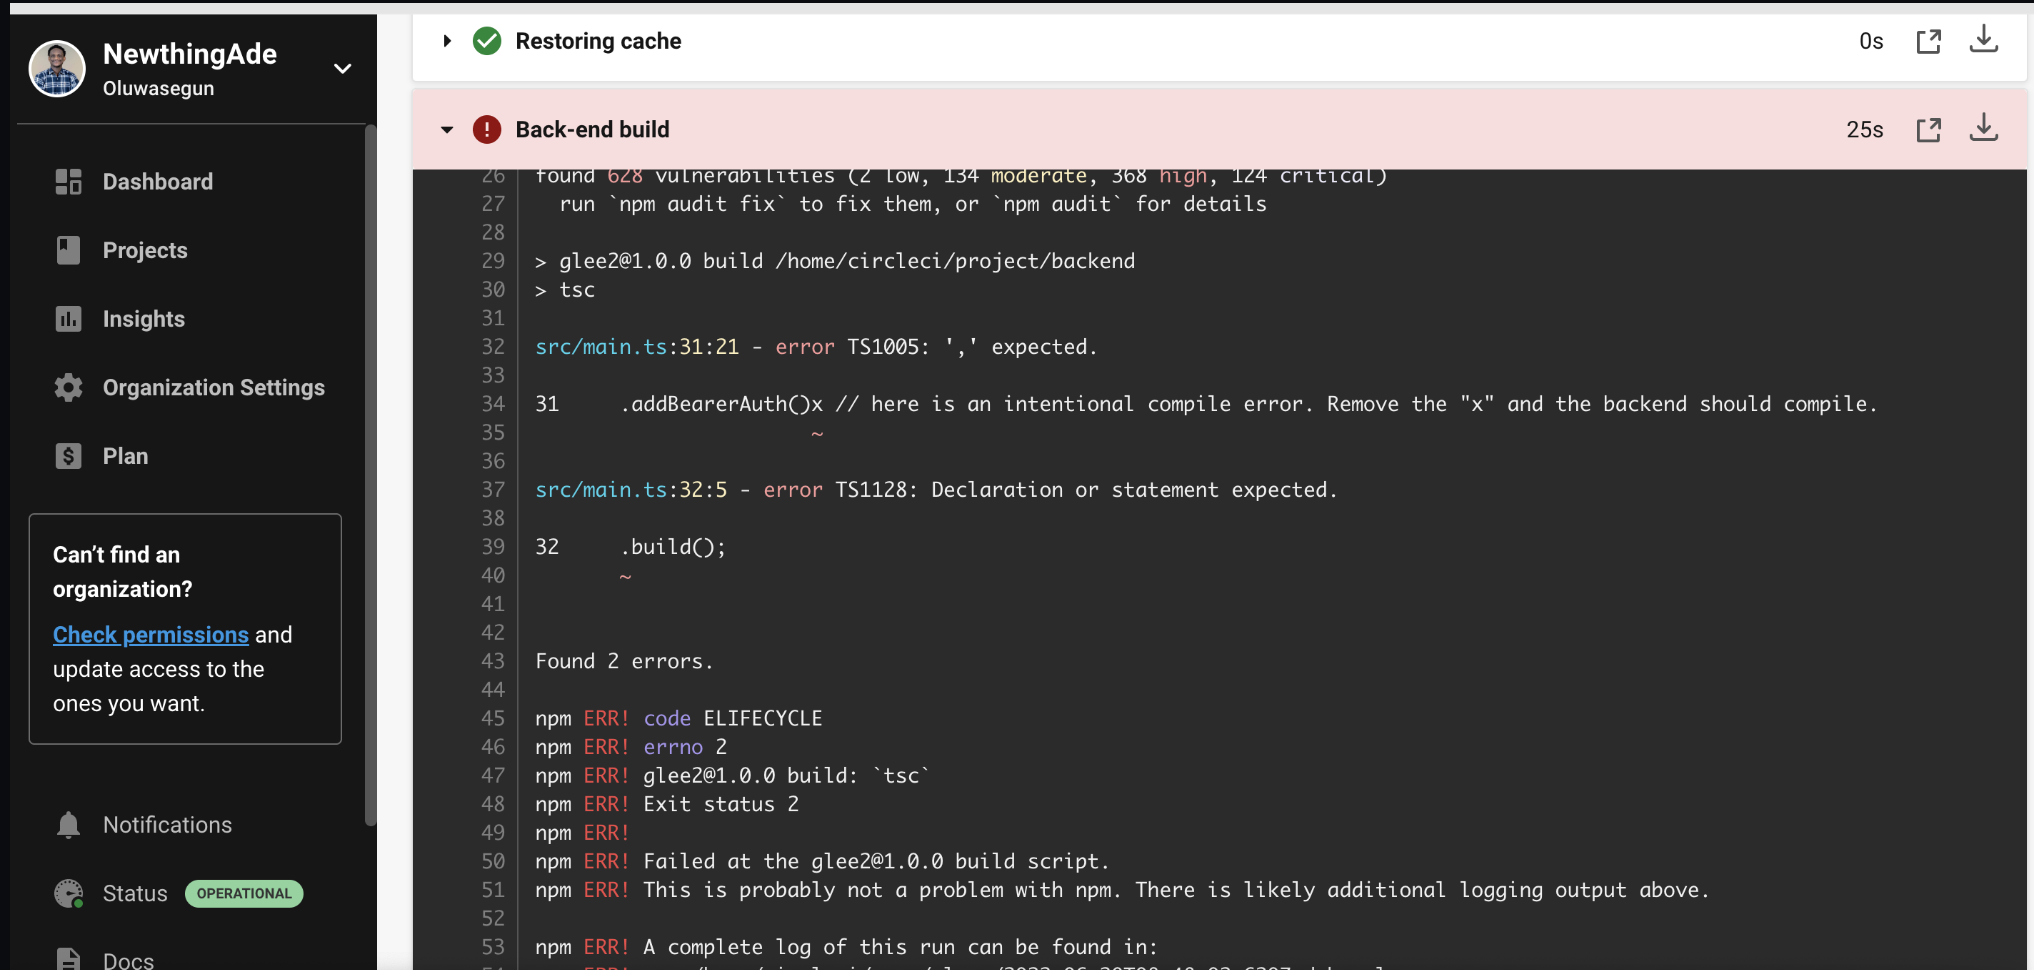 NewthingAde
Oluwasegun
Dashboard
Projects
Insights
Organization Settings
Plan
Can't find an
organization?
Check permissions and
update access to the
ones you want.
Notifications
Status OPERATIONAL
Docs
Restoring cache 0s
! Back-end build 25s
26 found 628 vulnerabilities (2 low, 134 moderate, 368 high, 124 critical)
27 run `npm audit fix` to fix them, or `npm audit` for details
28
29 > glee2@1.0.0 build /home/circleci/project/backend
30 > tsc
31
32 src/main.ts:31:21 - error TS1005: ',' expected.
33
34 31 .addBearerAuth()x // here is an intentional compile error. Remove the "x" and the backend should compile.
35 ~
36
37 src/main.ts:32:5 - error TS1128: Declaration or statement expected.
38
39 32 .build();
40 ~
41
42
43 Found 2 errors.
44
45 npm ERR! code ELIFECYCLE
46 npm ERR! errno 2
47 npm ERR! glee2@1.0.0 build: `tsc`
48 npm ERR! Exit status 2
49 npm ERR!
50 npm ERR! Failed at the glee2@1.0.0 build script.
51 npm ERR! This is probably not a problem with npm. There is likely additional logging output above.
52
53 npm ERR! A complete log of this run can be found in: